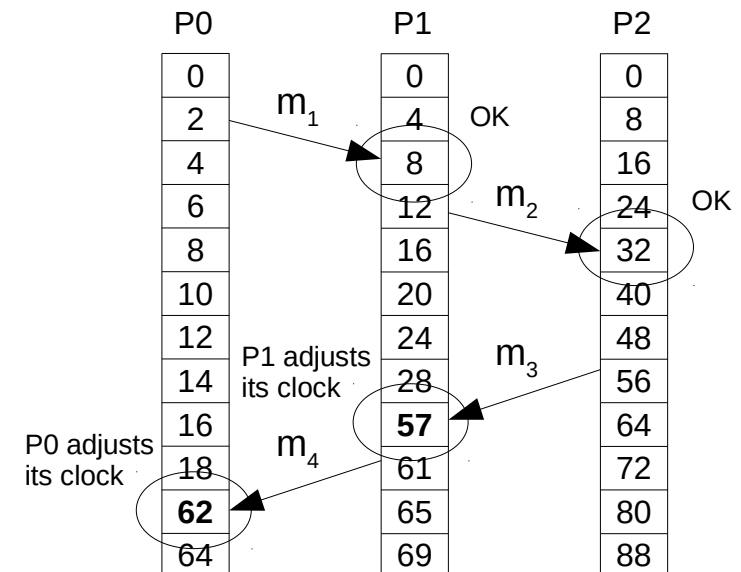 P0 P1 P2
0 0 0
m1
2 4 OK 8
4 8 16
m2
6 12 24 OK
8 16 32
10 20 40
12 24 48
P1 adjusts
its clock
m3
14 28 56
16 57 64
P0 adjusts
its clock
m4
18 61 72
62 65 80
64 69 88